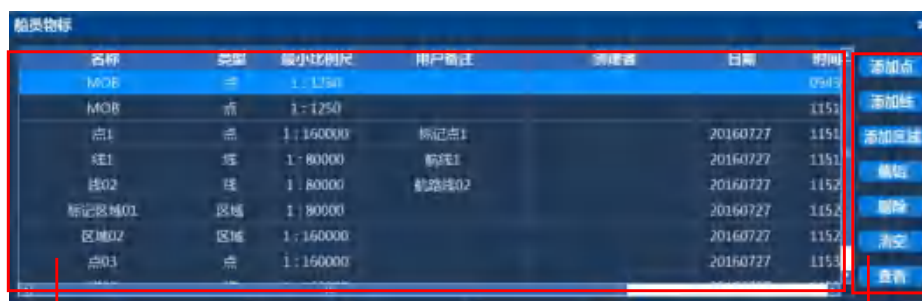 船员物标
名称 类型 最小比例尺 用户备注 创建者 日期 时间
MOB 点 1:1250 0945
MOB 点 1:1250 1151
点1 点 1:160000 标记点1 20160727 1151
线1 线 1:80000 航线1 20160727 1151
线02 线 1:80000 航路线02 20160727 1152
标记区域01 区域 1:80000 20160727 1152
区域02 区域 1:160000 20160727 1152
点03 点 1:160000 20160727 1153
添加点
添加线
添加区域
编辑
删除
清空
查看